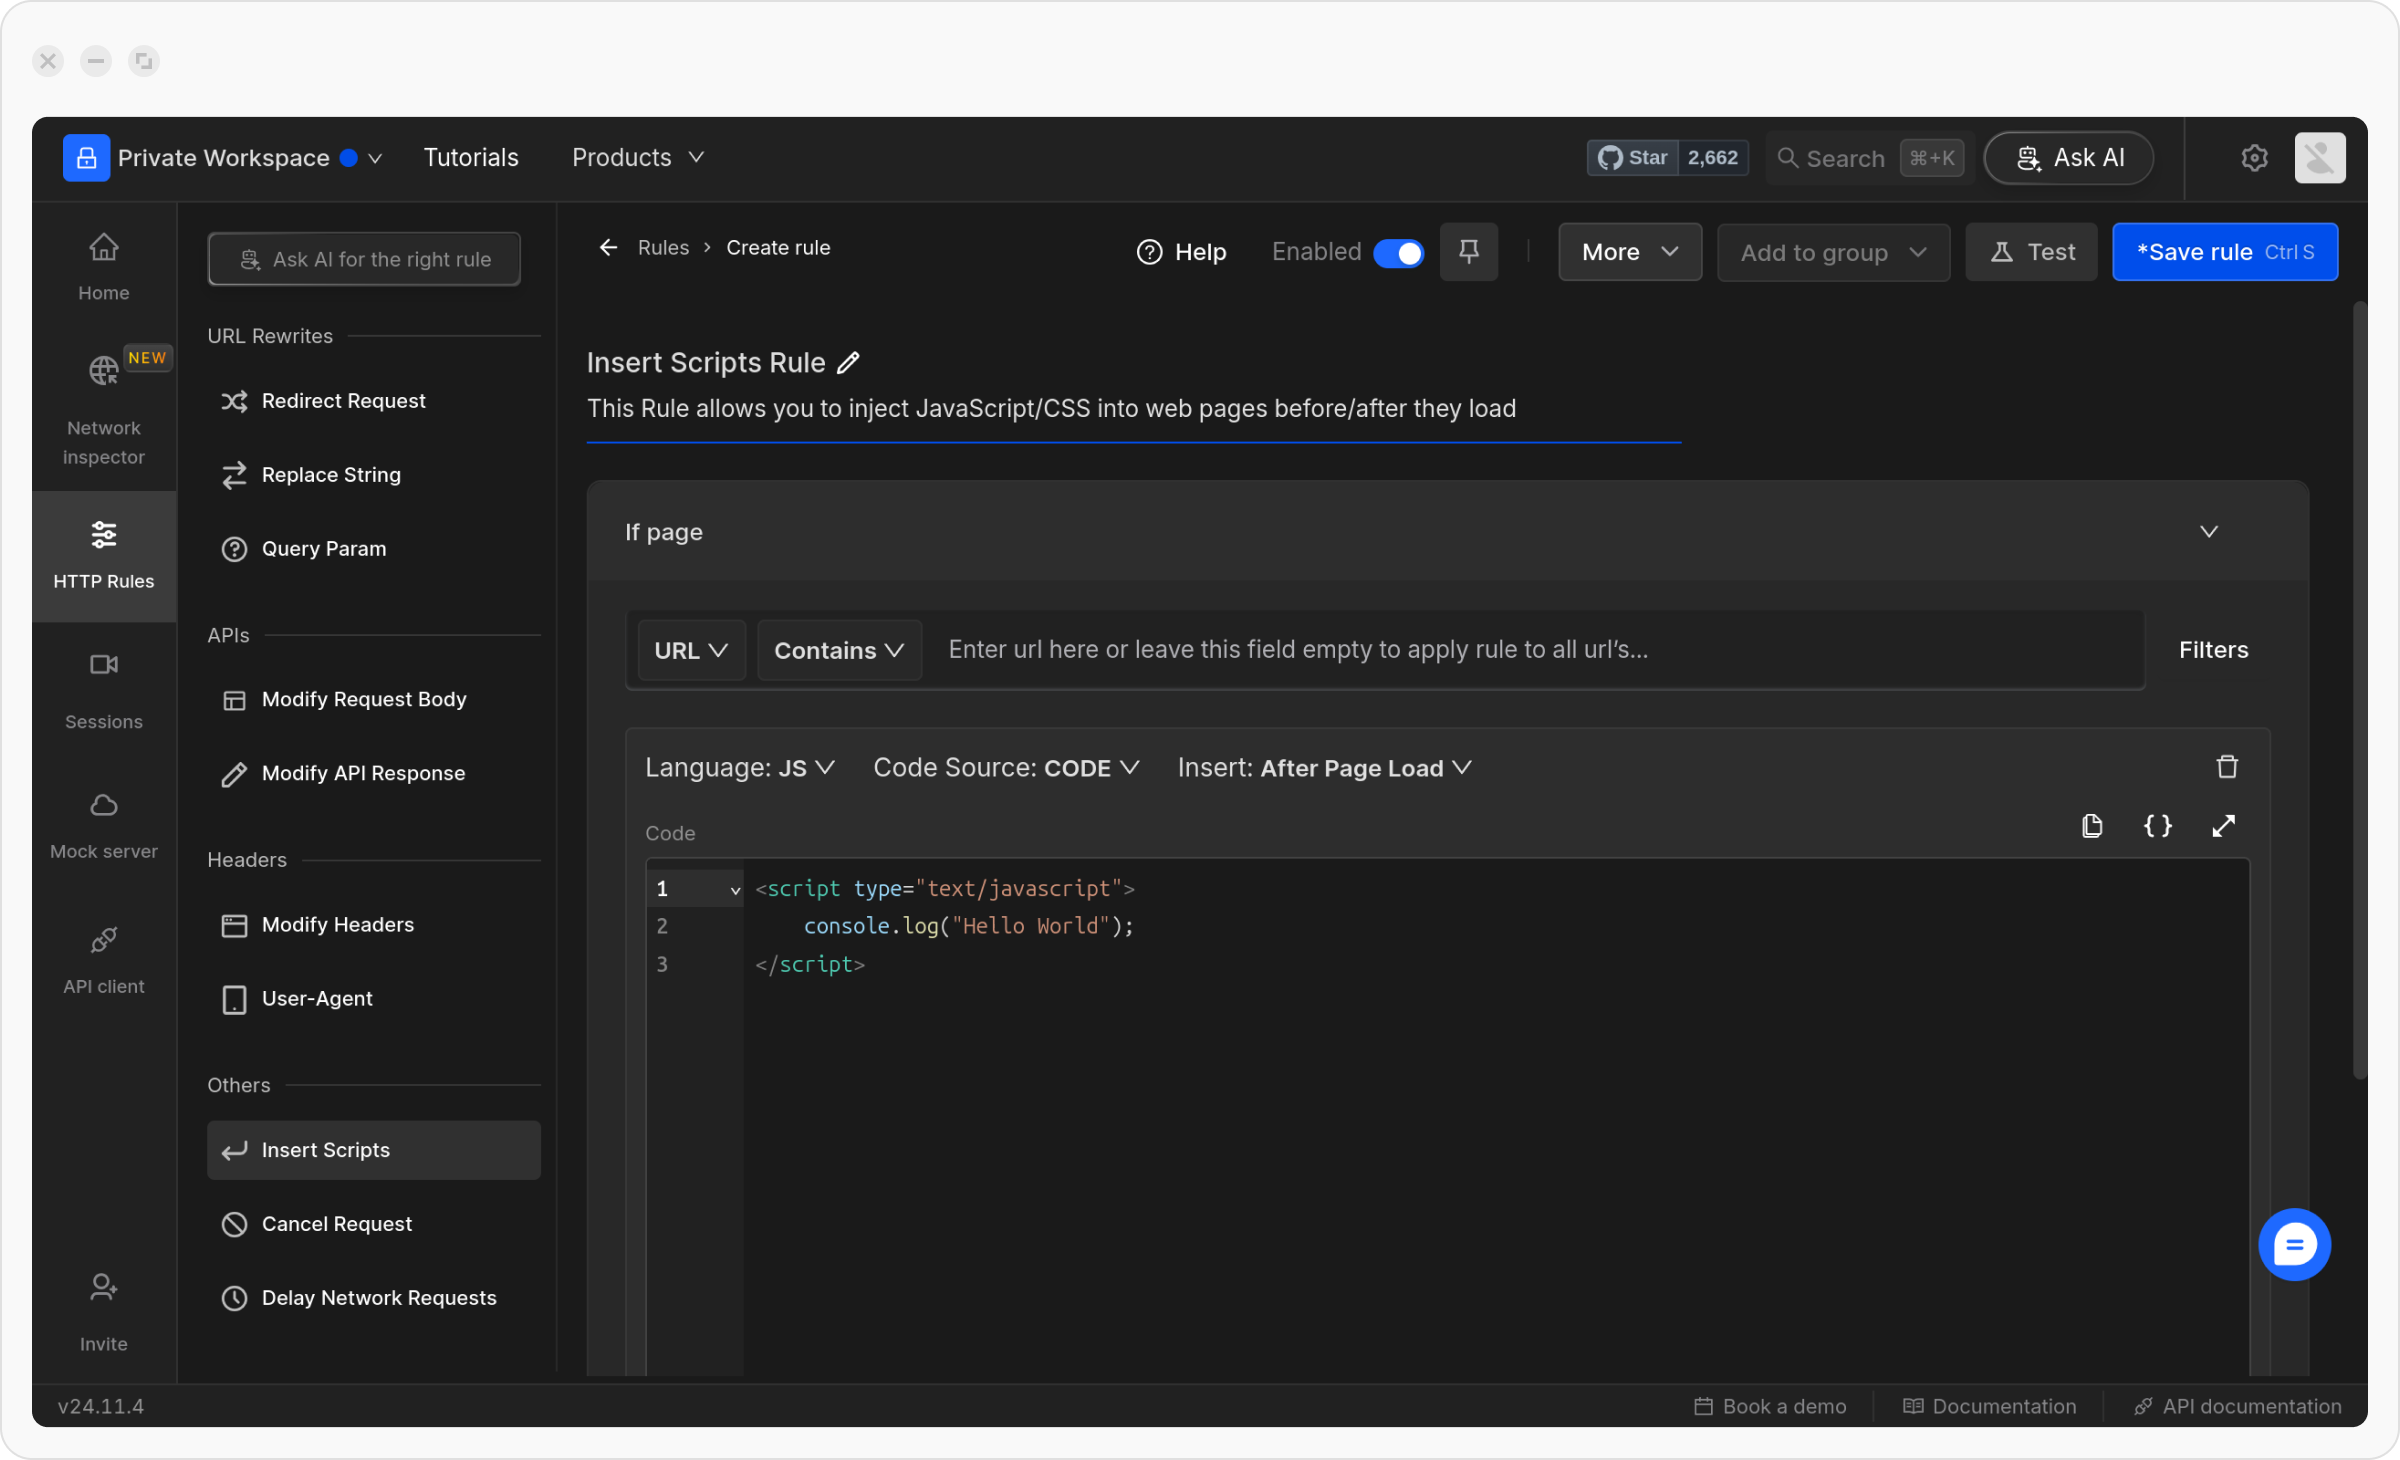 Private Workspace
Tutorials
Products
Star 2,662
Search ⌘+K
Ask AI
Home
NEW
Network
inspector
HTTP Rules
Sessions
Mock server
API client
Invite
Ask AI for the right rule
URL Rewrites
Redirect Request
Replace String
Query Param
APIs
Modify Request Body
Modify API Response
Headers
Modify Headers
User-Agent
Others
Insert Scripts
Cancel Request
Delay Network Requests
Rules > Create rule
Help
Enabled
More
Add to group
Test
*Save rule Ctrl S
Insert Scripts Rule
This Rule allows you to inject JavaScript/CSS into web pages before/after they load
If page
URL
Contains
Enter url here or leave this field empty to apply rule to all url's...
Filters
Language: JS
Code Source: CODE
Insert: After Page Load
Code
{ }
1 <script type="text/javascript">
2 console.log("Hello World");
3 </script>
v24.11.4
Book a demo
Documentation
API documentation